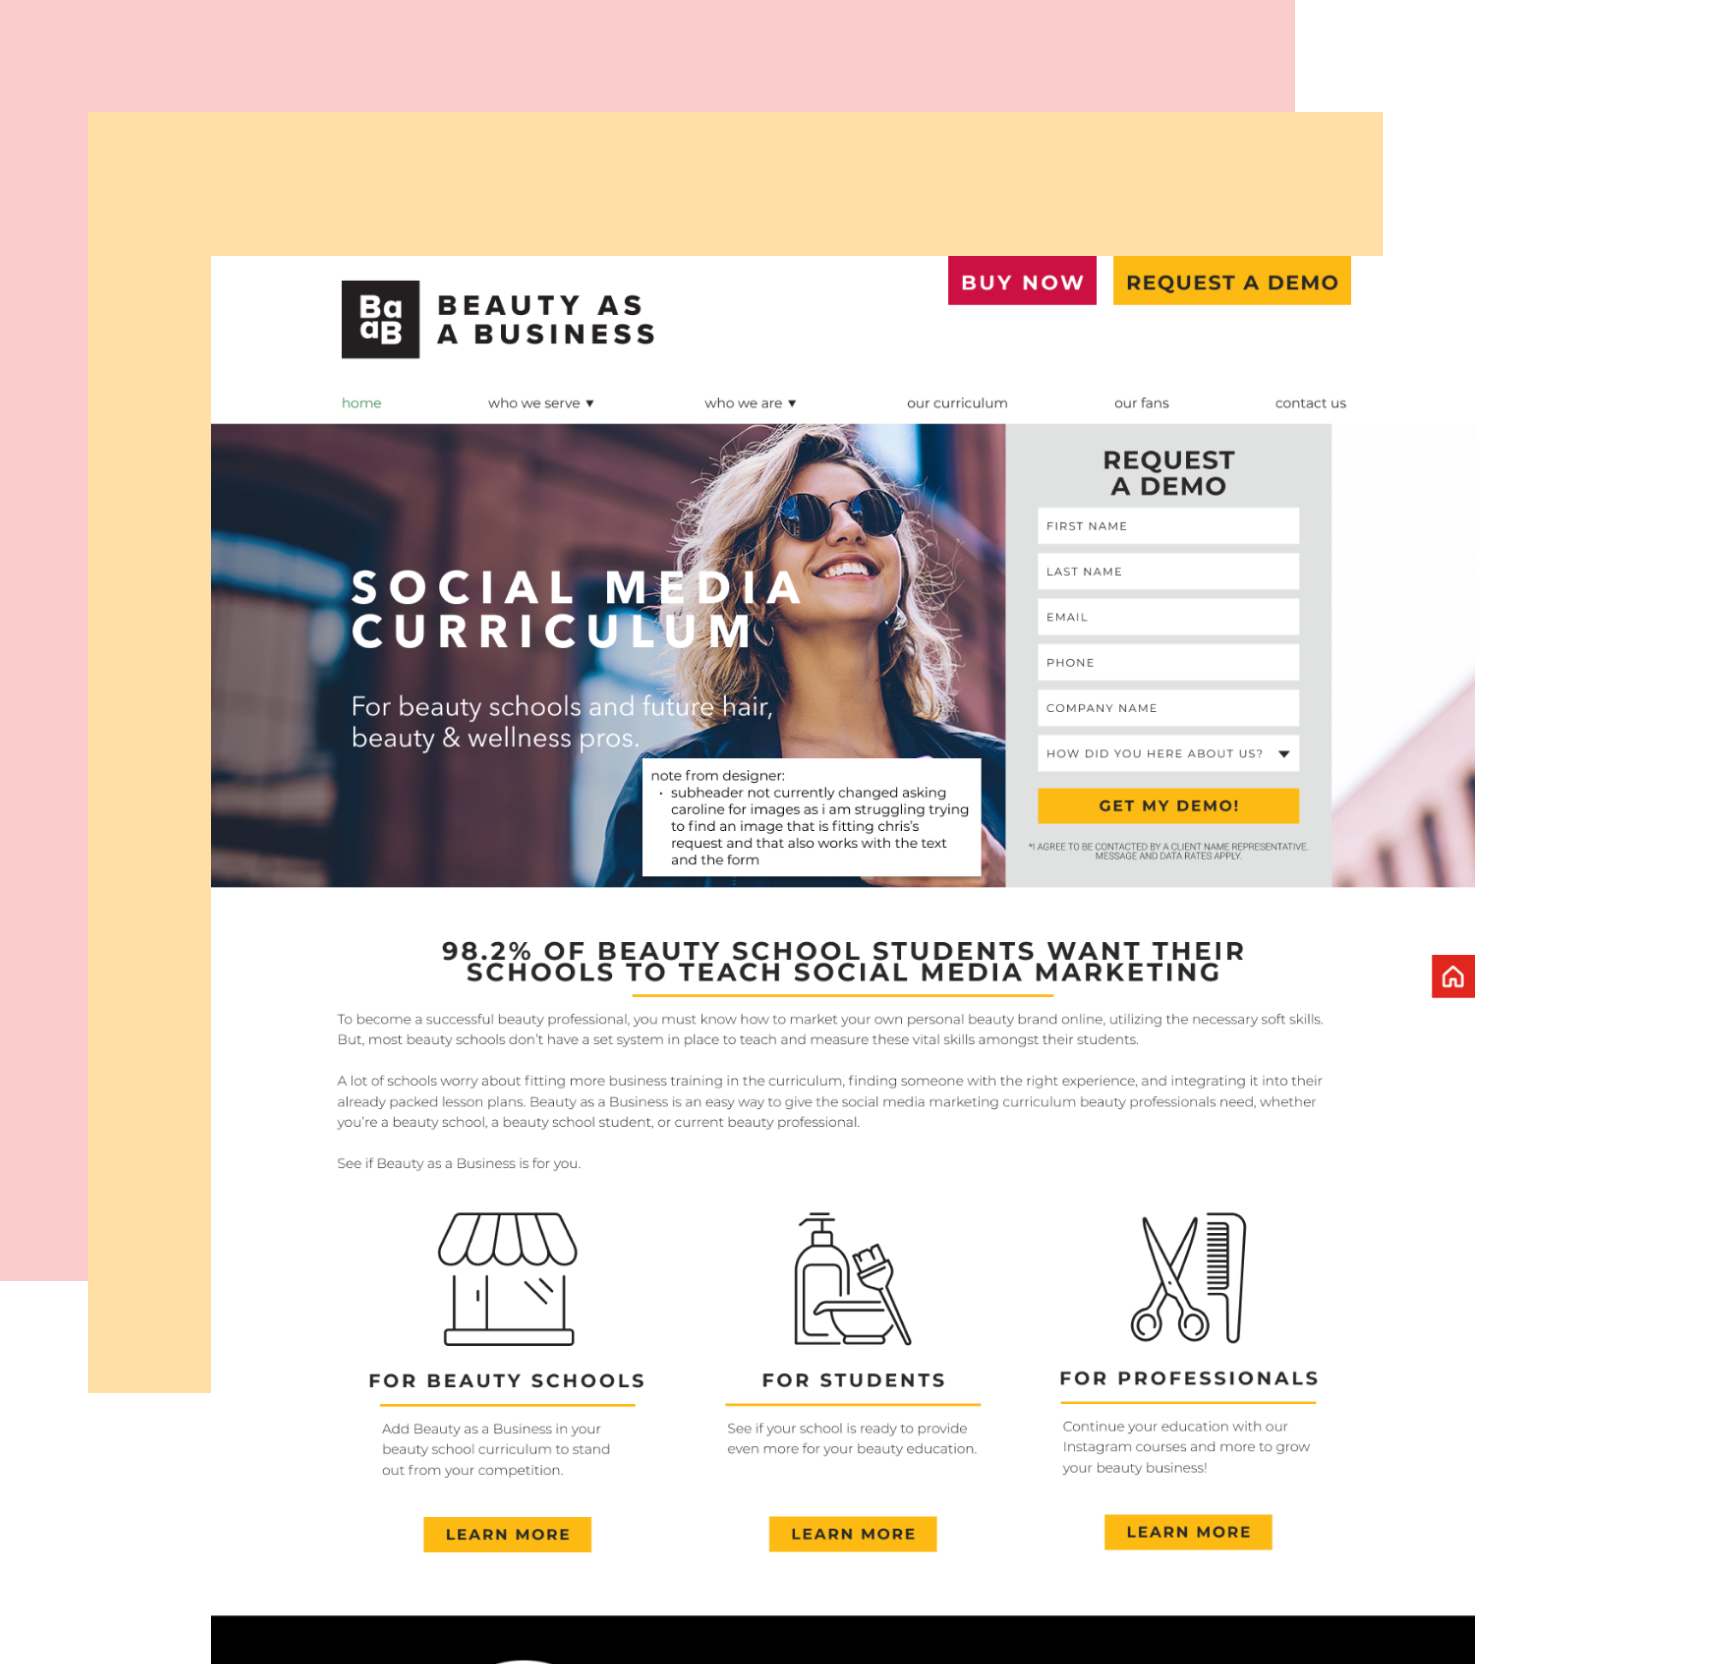 BUY NOW
REQUEST A DEMO
Ba
aB
BEAUTY AS
A BUSINESS
home
who we serve ▼
who we are ▼
our curriculum
our fans
contact us
SOCIAL MEDIA
CURRICULUM
For beauty schools and future hair,
beauty & wellness pros.
note from designer:
• subheader not currently changed asking
caroline for images as i am struggling trying
to find an image that is fitting chris's
request and that also works with the text
and the form
REQUEST
A DEMO
FIRST NAME
LAST NAME
EMAIL
PHONE
COMPANY NAME
HOW DID YOU HERE ABOUT US?
GET MY DEMO!
*I AGREE TO BE CONTACTED BY A CLIENT NAME REPRESENTATIVE.
MESSAGE AND DATA RATES APPLY.
98.2% OF BEAUTY SCHOOL STUDENTS WANT THEIR
SCHOOLS TO TEACH SOCIAL MEDIA MARKETING
To become a successful beauty professional, you must know how to market your own personal beauty brand online, utilizing the necessary soft skills.
But, most beauty schools don't have a set system in place to teach and measure these vital skills amongst their students.
A lot of schools worry about fitting more business training in the curriculum, finding someone with the right experience, and integrating it into their
already packed lesson plans. Beauty as a Business is an easy way to give the social media marketing curriculum beauty professionals need, whether
you're a beauty school, a beauty school student, or current beauty professional.
See if Beauty as a Business is for you.
FOR BEAUTY SCHOOLS
Add Beauty as a Business in your
beauty school curriculum to stand
out from your competition.
LEARN MORE
FOR STUDENTS
See if your school is ready to provide
even more for your beauty education.
LEARN MORE
FOR PROFESSIONALS
Continue your education with our
Instagram courses and more to grow
your beauty business!
LEARN MORE